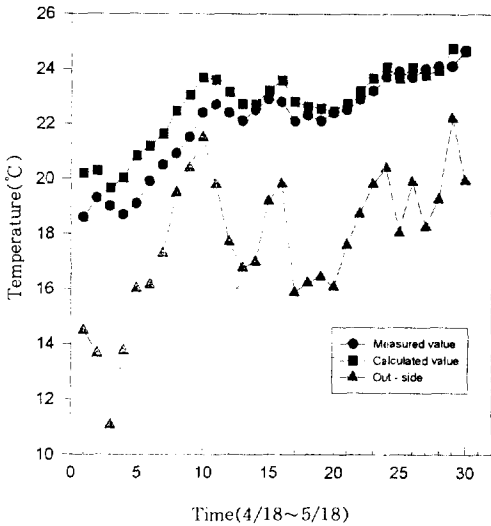 26
24
22
20
18
16
14
12
10
Temperature(℃)
Measured value
Calculated value
Out - side
0 5 10 15 20 25 30
Time(4/18~5/18)